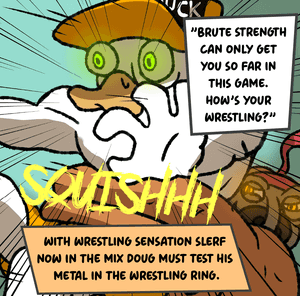 UCK
"BRUTE STRENGTH
CAN ONLY GET
YOU SO FAR IN
THIS GAME.
HOW'S YOUR
WRESTLING?"
SQUISHHH
WITH WRESTLING SENSATION SLERF
NOW IN THE MIX DOUG MUST TEST HIS
METAL IN THE WRESTLING RING.